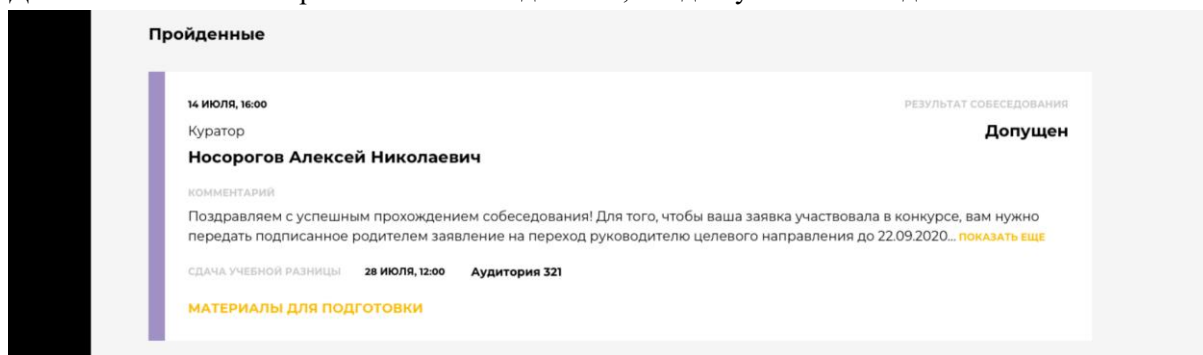 Пройденные
14 ИЮЛЯ, 16:00
РЕЗУЛЬТАТ СОБЕСЕДОВАНИЯ
Куратор
Допущен
Носорогов Алексей Николаевич
КОММЕНТАРИЙ
Поздравляем с успешным прохождением собеседования! Для того, чтобы ваша заявка участвовала в конкурсе, вам нужно
передать подписанное родителем заявление на переход руководителю целевого направления до 22.09.2020... ПОКАЗАТЬ ЕЩЕ
СДАЧА УЧЕБНОЙ РАЗНИЦЫ 28 ИЮЛЯ, 12:00 Аудитория 321
МАТЕРИАЛЫ ДЛЯ ПОДГОТОВКИ